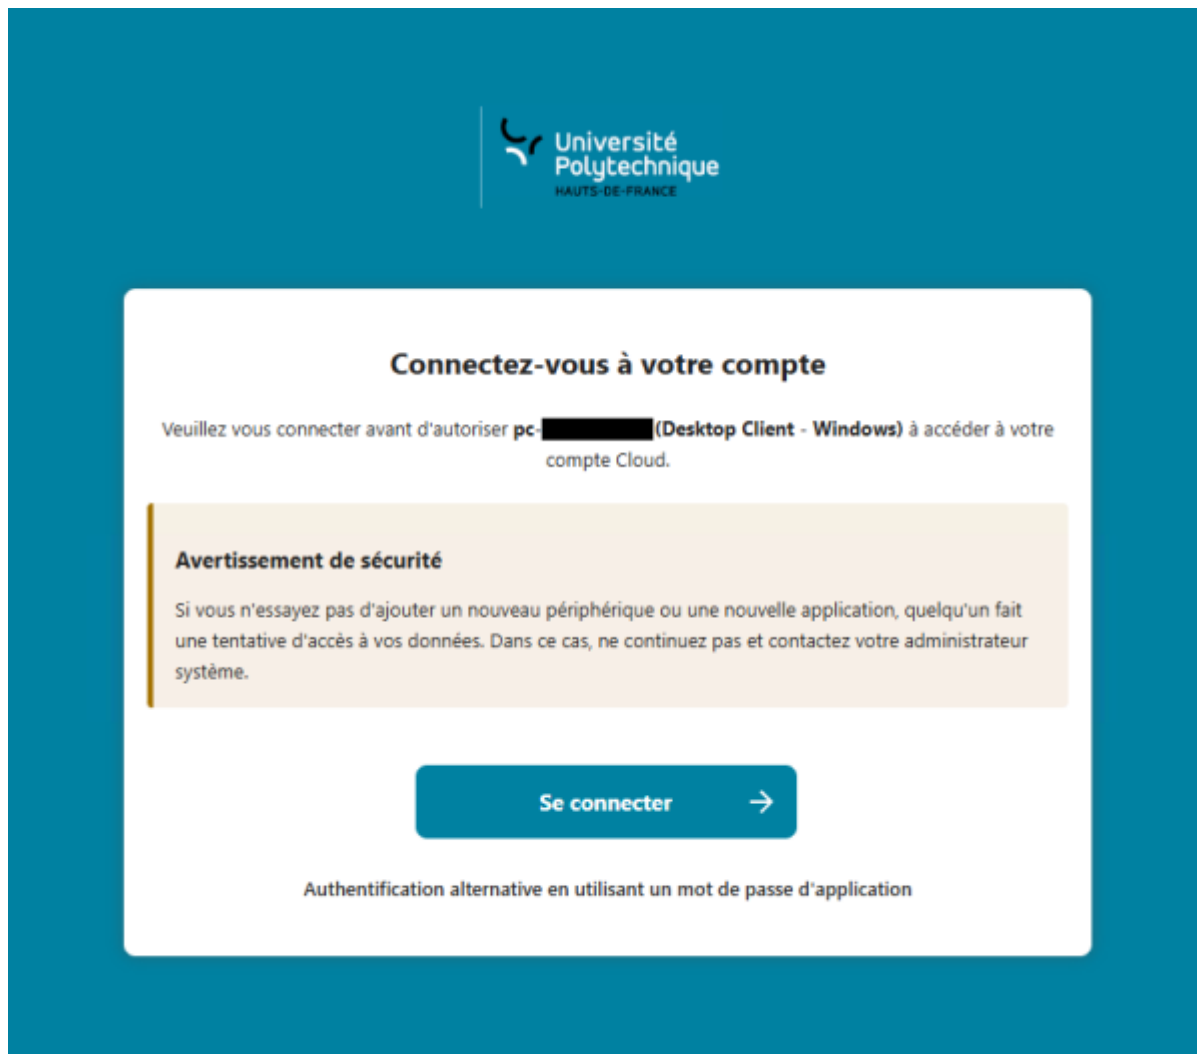 Université
Polytechnique
HAUTS-DE-FRANCE
Connectez-vous à votre compte
Veuillez vous connecter avant d'autoriser pc- (Desktop Client - Windows) à accéder à votre
compte Cloud.
Avertissement de sécurité
Si vous n'essayez pas d'ajouter un nouveau périphérique ou une nouvelle application, quelqu'un fait
une tentative d'accès à vos données. Dans ce cas, ne continuez pas et contactez votre administrateur
système.
Se connecter
Authentification alternative en utilisant un mot de passe d'application